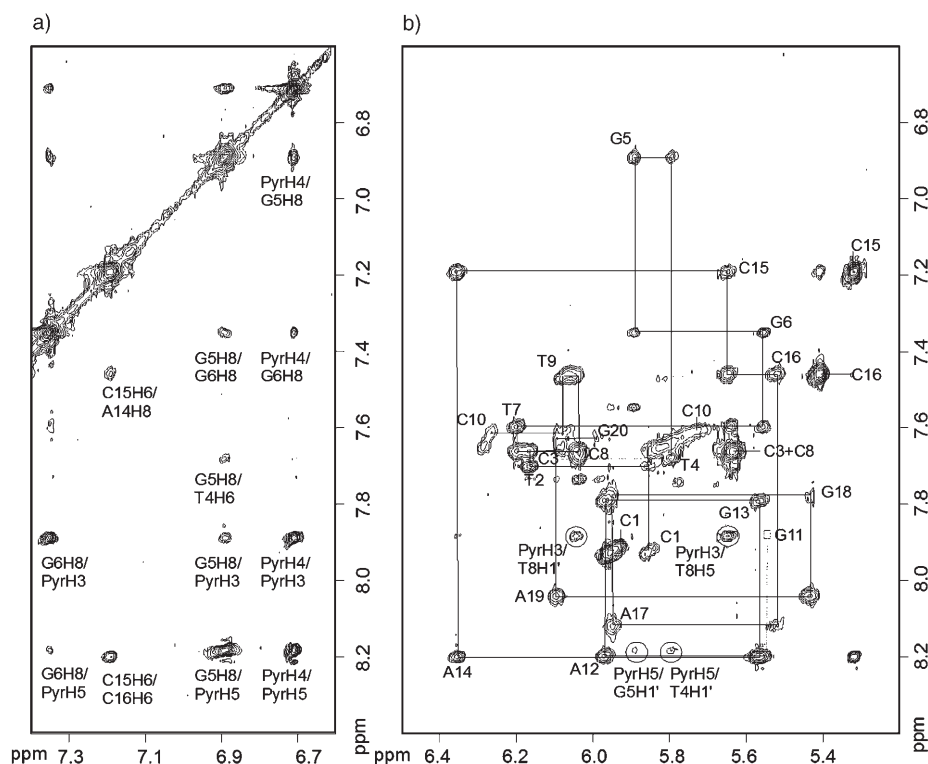 a)
PyrH4/
G5H8
G5H8/
G6H8
PyrH4/
G6H8
C15H6/
A14H8
G5H8/
T4H6
G6H8/
PyrH3
G5H8/
PyrH3
PyrH4/
PyrH3
G6H8/
PyrH5
C15H6/
C16H6
G5H8/
PyrH5
PyrH4/
PyrH5
6.8
7.0
7.2
7.4
7.6
7.8
8.0
8.2
ppm
ppm 7.3 7.1 6.9 6.7
b)
G5
C15
C15
G6
T9
C16
C16
C10
T7
C10
G20
C3
C8
C3+C8
T2
T4
G18
G13
C1
C1
G11
PyrH3/
T8H1'
PyrH3/
T8H5
A19
A17
A14
A12
PyrH5/
G5H1'
PyrH5/
T4H1'
6.8
7.0
7.2
7.4
7.6
7.8
8.0
8.2
ppm
ppm 6.4 6.2 6.0 5.8 5.6 5.4